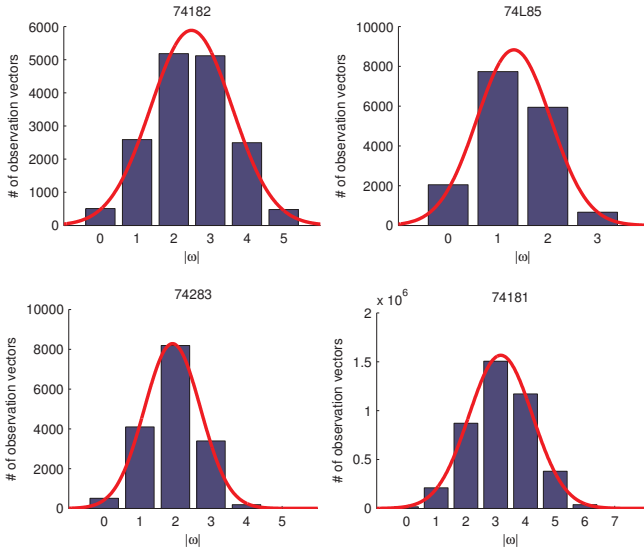 74182
# of observation vectors
6000
5000
4000
3000
2000
1000
0
0 1 2 3 4 5
|ω|
74L85
# of observation vectors
10000
8000
6000
4000
2000
0
0 1 2 3
|ω|
74283
# of observation vectors
10000
8000
6000
4000
2000
0
0 1 2 3 4 5
|ω|
74181
x 10^6
# of observation vectors
2
1.5
1
0.5
0
0 1 2 3 4 5 6 7
|ω|